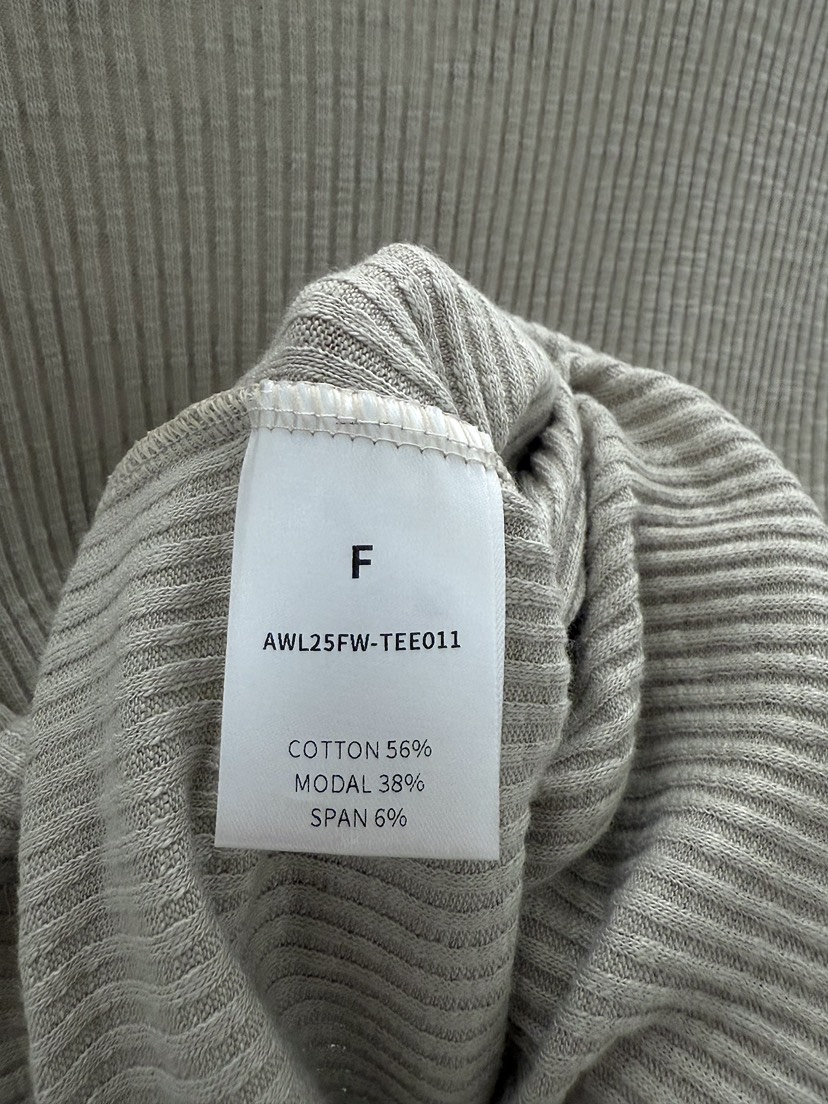 F
AWL25FW-TEE011
COTTON 56%
MODAL 38%
SPAN 6%